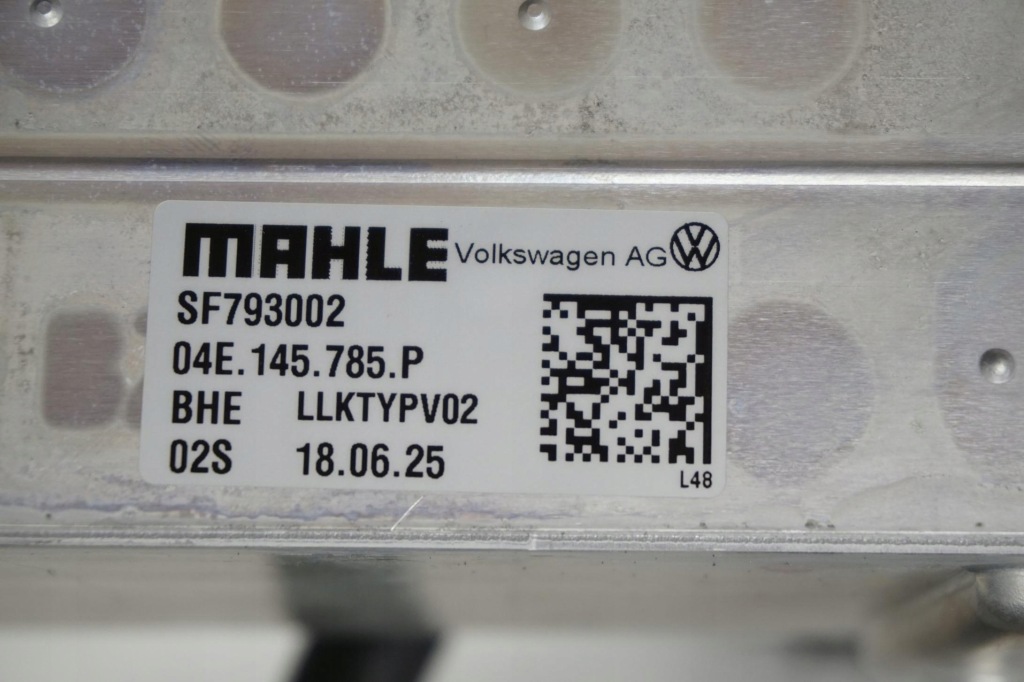 MAHLE Volkswagen AG
SF793002
04E.145.785.P
BHE LLKTYPV02
02S 18.06.25
L48